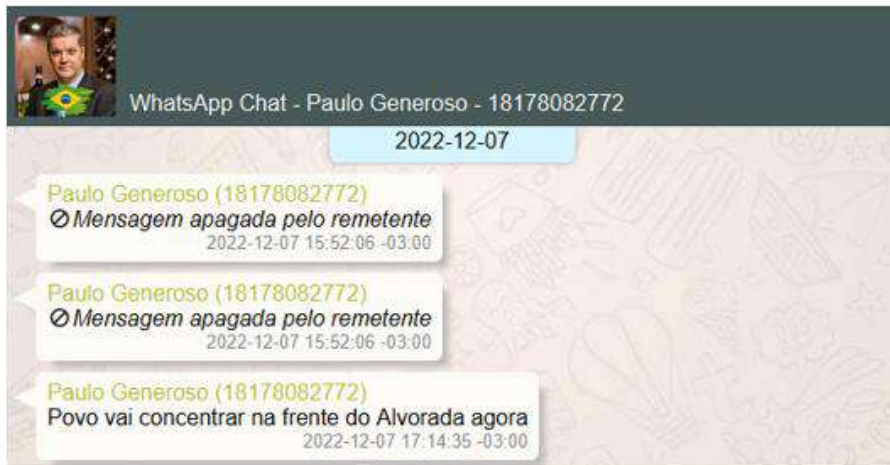 WhatsApp Chat - Paulo Generoso - 18178082772
2022-12-07
Paulo Generoso (18178082772)
Mensagem apagada pelo remetente
2022-12-07 15:52:06 -03:00
Paulo Generoso (18178082772)
Mensagem apagada pelo remetente
2022-12-07 15:52:06 -03:00
Paulo Generoso (18178082772)
Povo vai concentrar na frente do Alvorada agora
2022-12-07 17:14:35 -03:00